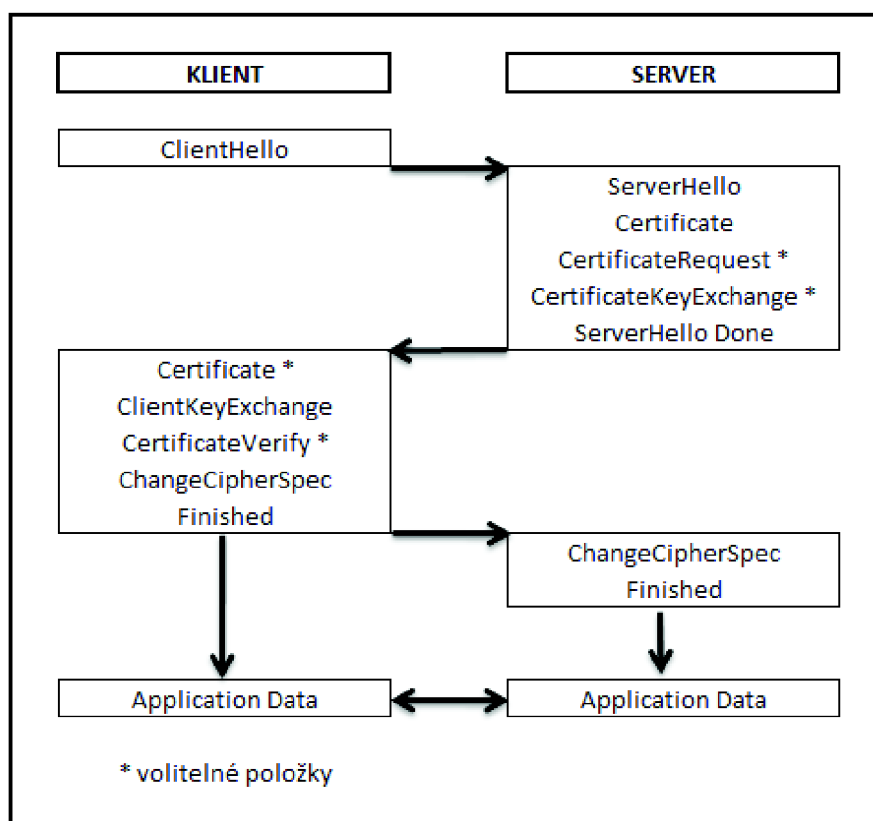 KLIENT
SERVER
ClientHello
ServerHello
Certificate
CertificateRequest *
CertificateKeyExchange *
ServerHello Done
Certificate *
ClientKeyExchange
CertificateVerify *
ChangeCipherSpec
Finished
ChangeCipherSpec
Finished
Application Data
Application Data
* volitelné položky